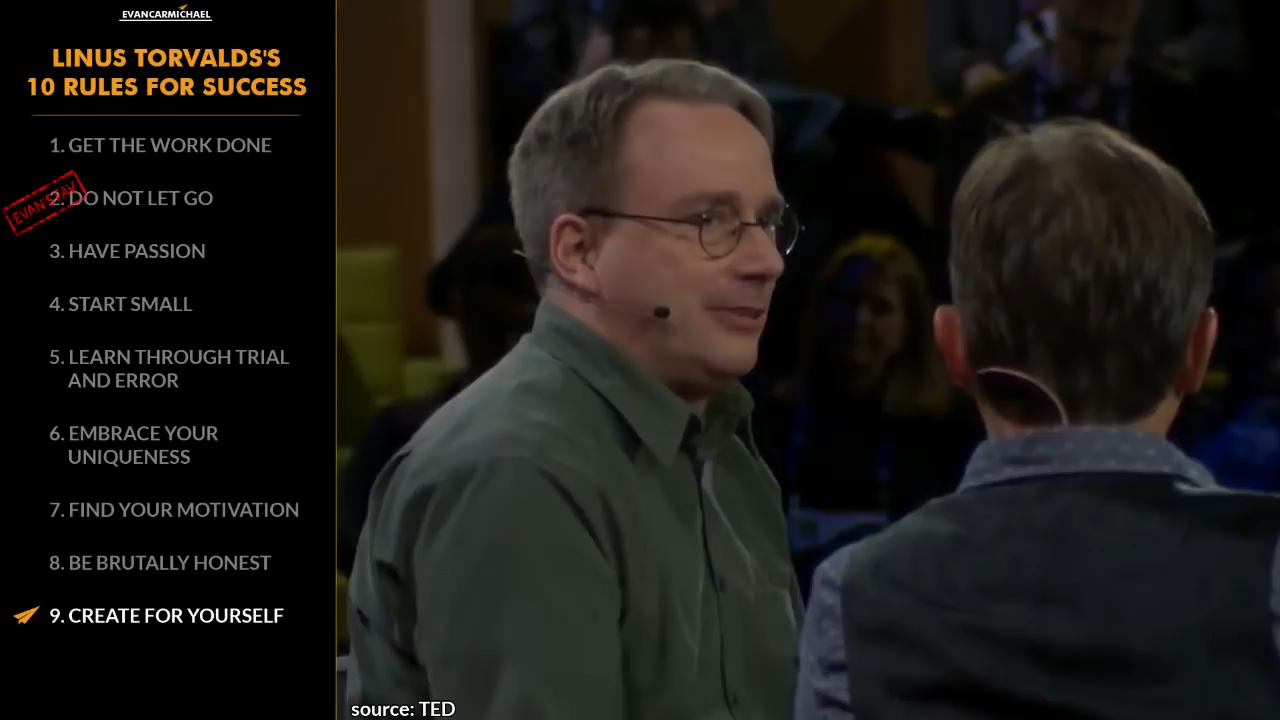 EVANCARMICHAEL
LINUS TORVALDS'S
10 RULES FOR SUCCESS
1. GET THE WORK DONE
EVAN'S FAV
2. DO NOT LET GO
3. HAVE PASSION
4. START SMALL
5. LEARN THROUGH TRIAL
AND ERROR
6. EMBRACE YOUR
UNIQUENESS
7. FIND YOUR MOTIVATION
8. BE BRUTALLY HONEST
9. CREATE FOR YOURSELF
source: TED